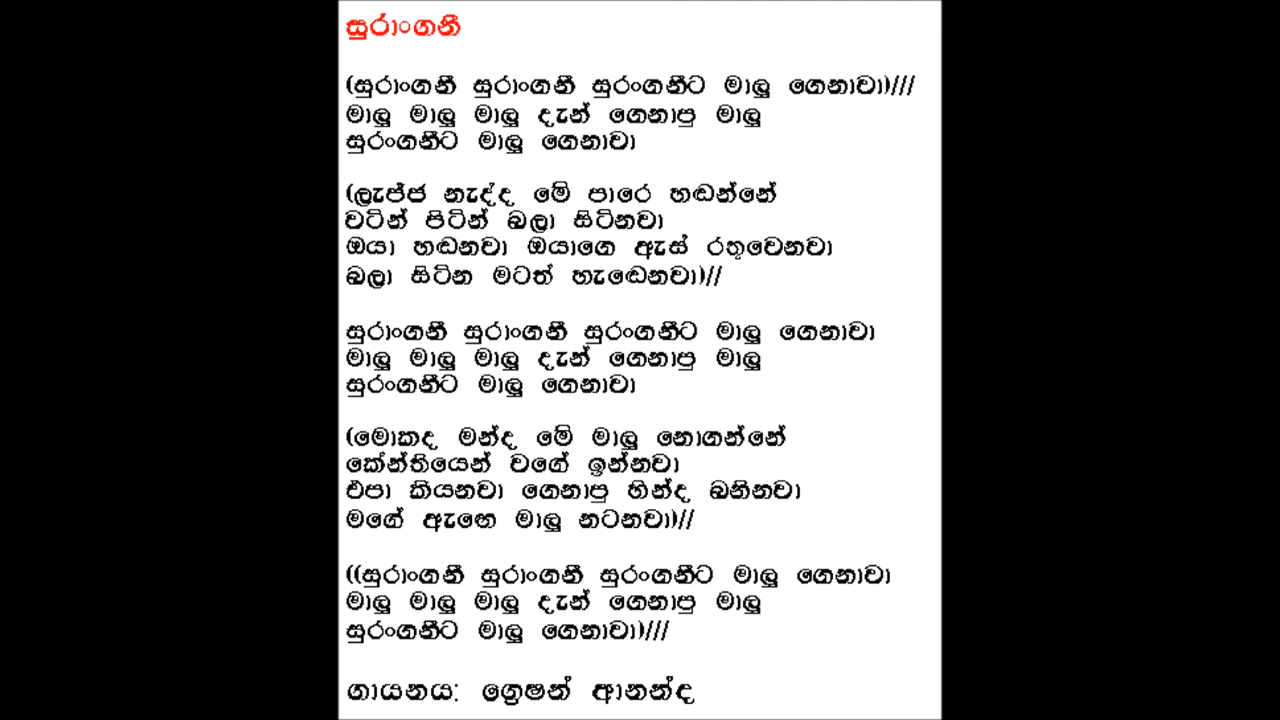 සුරාංගනී
(සුරාංගනී සුරාංගනී සුරංගනීට මාලු ගෙනාවා)///
මාලු මාලු මාලු දැන් ගෙනාපු මාලු
සුරංගනීට මාලු ගෙනාවා
(ලැජ්ජ නැද්ද මේ පාරෙ හඬන්නේ
වටින් පිටින් බලා සිටිනවා
ඔයා හඬනවා ඔයාගෙ ඇස් රතුවෙනවා
බලා සිටින මටත් හැඬෙනවා)//
සුරාංගනී සුරාංගනී සුරංගනීට මාලු ගෙනාවා
මාලු මාලු මාලු දැන් ගෙනාපු මාලු
සුරංගනීට මාලු ගෙනාවා
(මොකද මන්ද මේ මාලු නොගන්නේ
කේන්තියෙන් වගේ ඉන්නවා
එපා කියනවා ගෙනාපු හින්ද බනිනවා
මගේ ඇඟෙ මාලු නටනවා)//
((සුරාංගනී සුරාංගනී සුරංගනීට මාලු ගෙනාවා
මාලු මාලු මාලු දැන් ගෙනාපු මාලු
සුරංගනීට මාලු ගෙනාවා)///
ගායනය: ග්‍රෙෂන් ආනන්ද